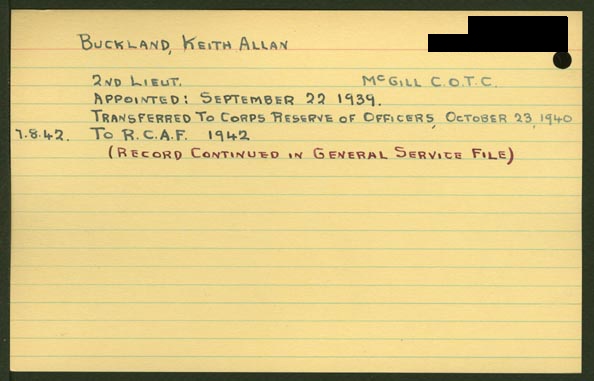 BUCKLAND, KEITH ALLAN
2ND LIEUT. McGILL C.O.T.C.
APPOINTED: SEPTEMBER 22 1939.
TRANSFERRED TO CORPS RESERVE OF OFFICERS, OCTOBER 23, 1940
7.8.42. TO R.C.A.F. 1942
(RECORD CONTINUED IN GENERAL SERVICE FILE)